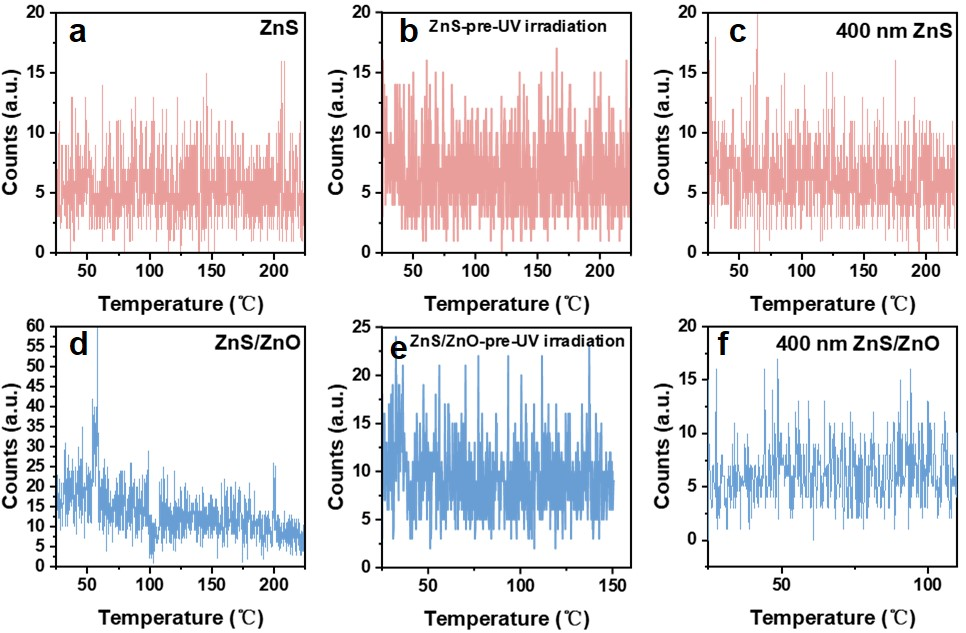 a
ZnS
Counts (a.u.)
20
15
10
5
0
50
100
150
200
Temperature (℃)
b
ZnS-pre-UV irradiation
Counts (a.u.)
20
15
10
5
0
50
100
150
200
Temperature (℃)
c
400 nm ZnS
Counts (a.u.)
20
15
10
5
0
50
100
150
200
Temperature (℃)
d
ZnS/ZnO
Counts (a.u.)
60
55
50
45
40
35
30
25
20
15
10
5
0
50
100
150
200
Temperature (℃)
e
ZnS/ZnO-pre-UV irradiation
Counts (a.u.)
25
20
15
10
5
0
50
100
150
Temperature (℃)
f
400 nm ZnS/ZnO
Counts (a.u.)
20
15
10
5
0
50
100
Temperature (℃)